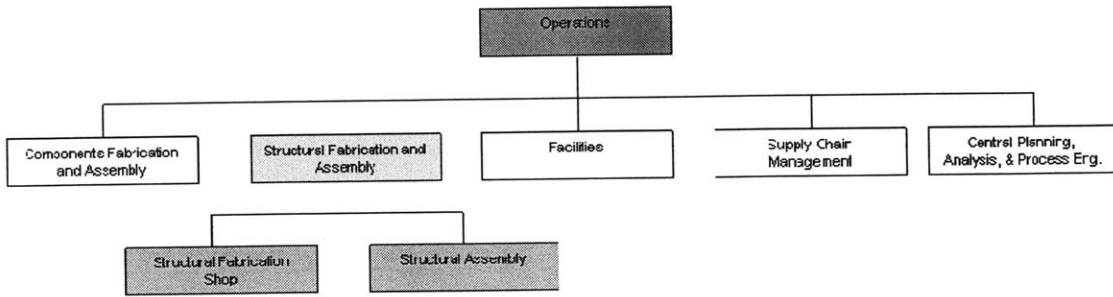 Operations
Components Fabrication
and Assembly
Structural Fabrication and
Assembly
Facilities
Supply Chain
Management
Central Planning,
Analysis, & Process Eng.
Structural Fabrication
Shop
Structural Assembly